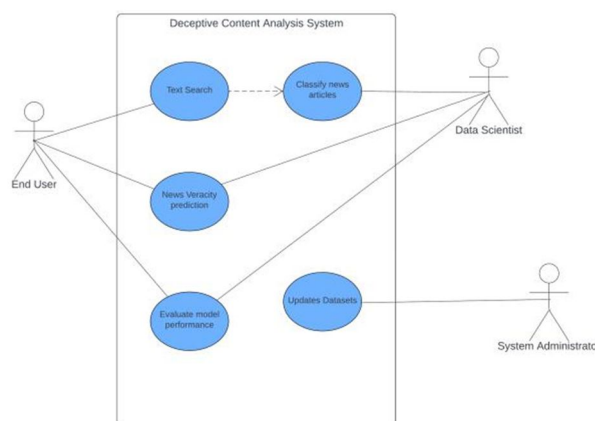 Deceptive Content Analysis System
Text Search
Classify news
articles
Data Scientist
End User
News Veracity
prediction
Updates Datasets
Evaluate model
performance
System Administrato